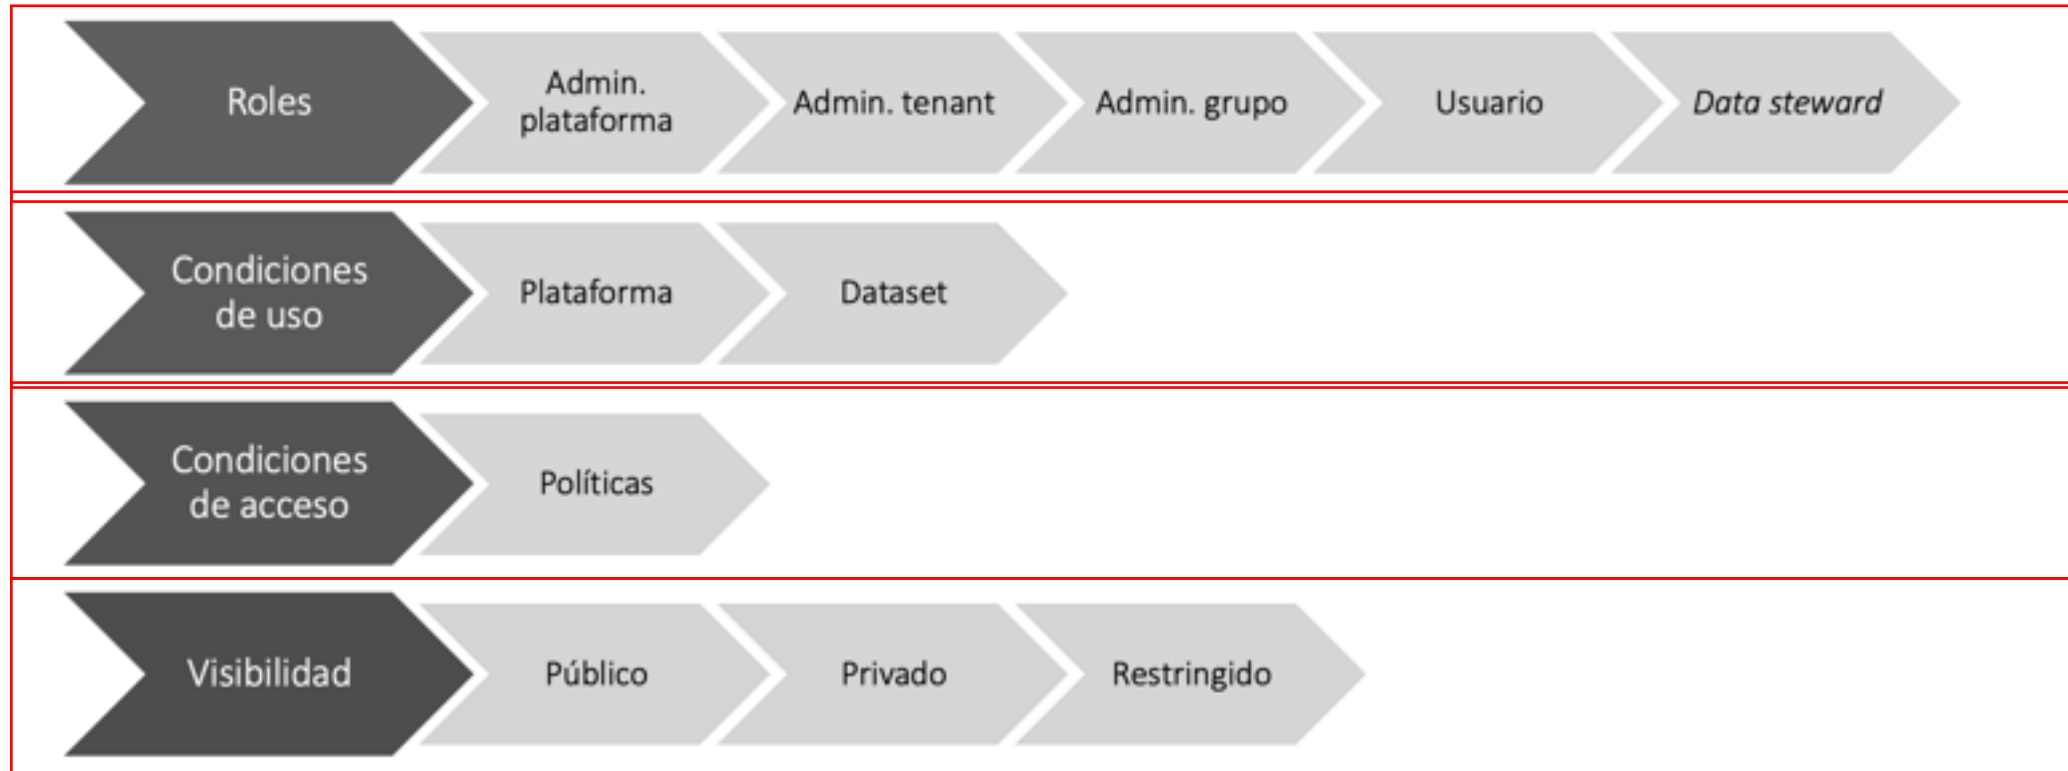 Roles
Admin.
plataforma
Admin. tenant
Admin. grupo
Usuario
Data steward
Condiciones
de uso
Plataforma
Dataset
Condiciones
de acceso
Políticas
Visibilidad
Público
Privado
Restringido